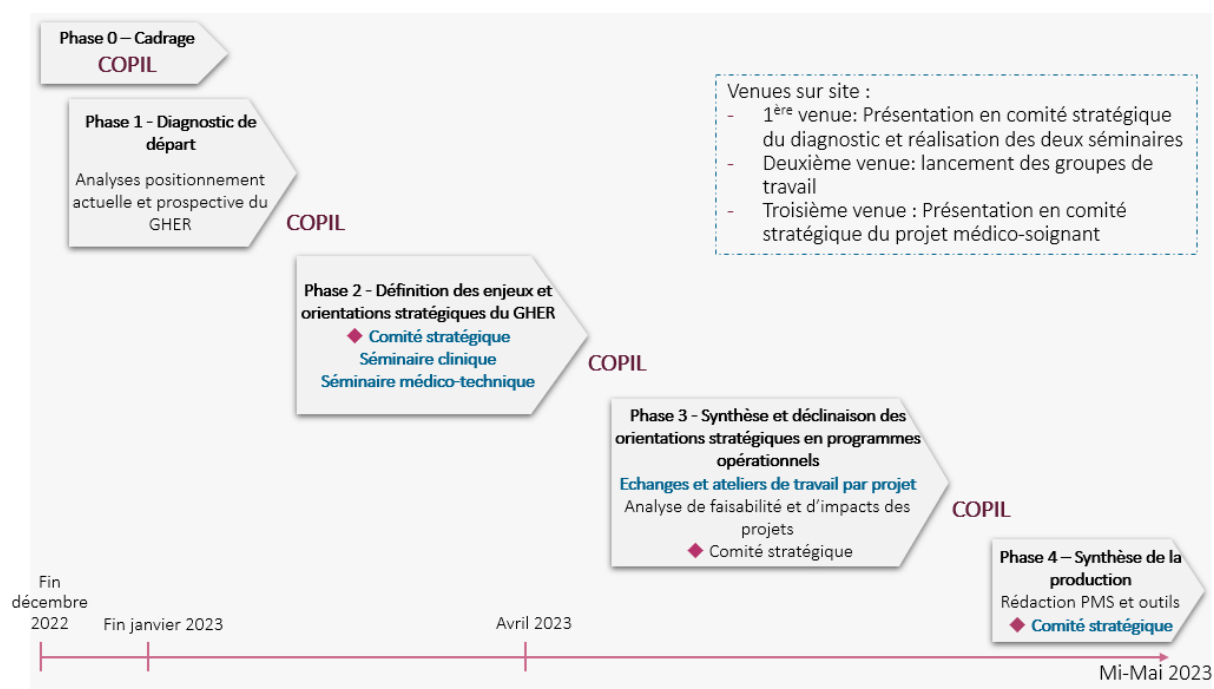 Phase 0 – Cadrage
COPIL
Phase 1 - Diagnostic de
départ
Analyses positionnement
actuelle et prospective du
GHER
COPIL
Venues sur site :
- 1ère venue: Présentation en comité stratégique
du diagnostic et réalisation des deux séminaires
- Deuxième venue: lancement des groupes de
travail
- Troisième venue : Présentation en comité
stratégique du projet médico-soignant
Phase 2 - Définition des enjeux et
orientations stratégiques du GHER
◆ Comité stratégique
Séminaire clinique
Séminaire médico-technique
COPIL
Phase 3 - Synthèse et déclinaison des
orientations stratégiques en programmes
opérationnels
Echanges et ateliers de travail par projet
Analyse de faisabilité et d’impacts des
projets
◆ Comité stratégique
COPIL
Phase 4 – Synthèse de la
production
Rédaction PMS et outils
◆ Comité stratégique
Fin
décembre
2022
Fin janvier 2023
Avril 2023
Mi-Mai 2023